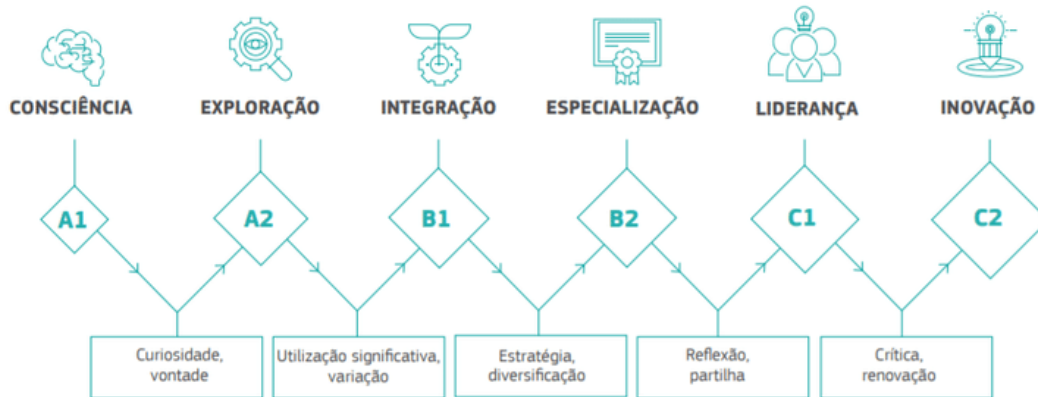 CONSCIÊNCIA
EXPLORAÇÃO
INTEGRAÇÃO
ESPECIALIZAÇÃO
LIDERANÇA
INOVAÇÃO
A1
A2
B1
B2
C1
C2
Curiosidade,
vontade
Utilização significativa,
variação
Estratégia,
diversificação
Reflexão,
partilha
Crítica,
renovação